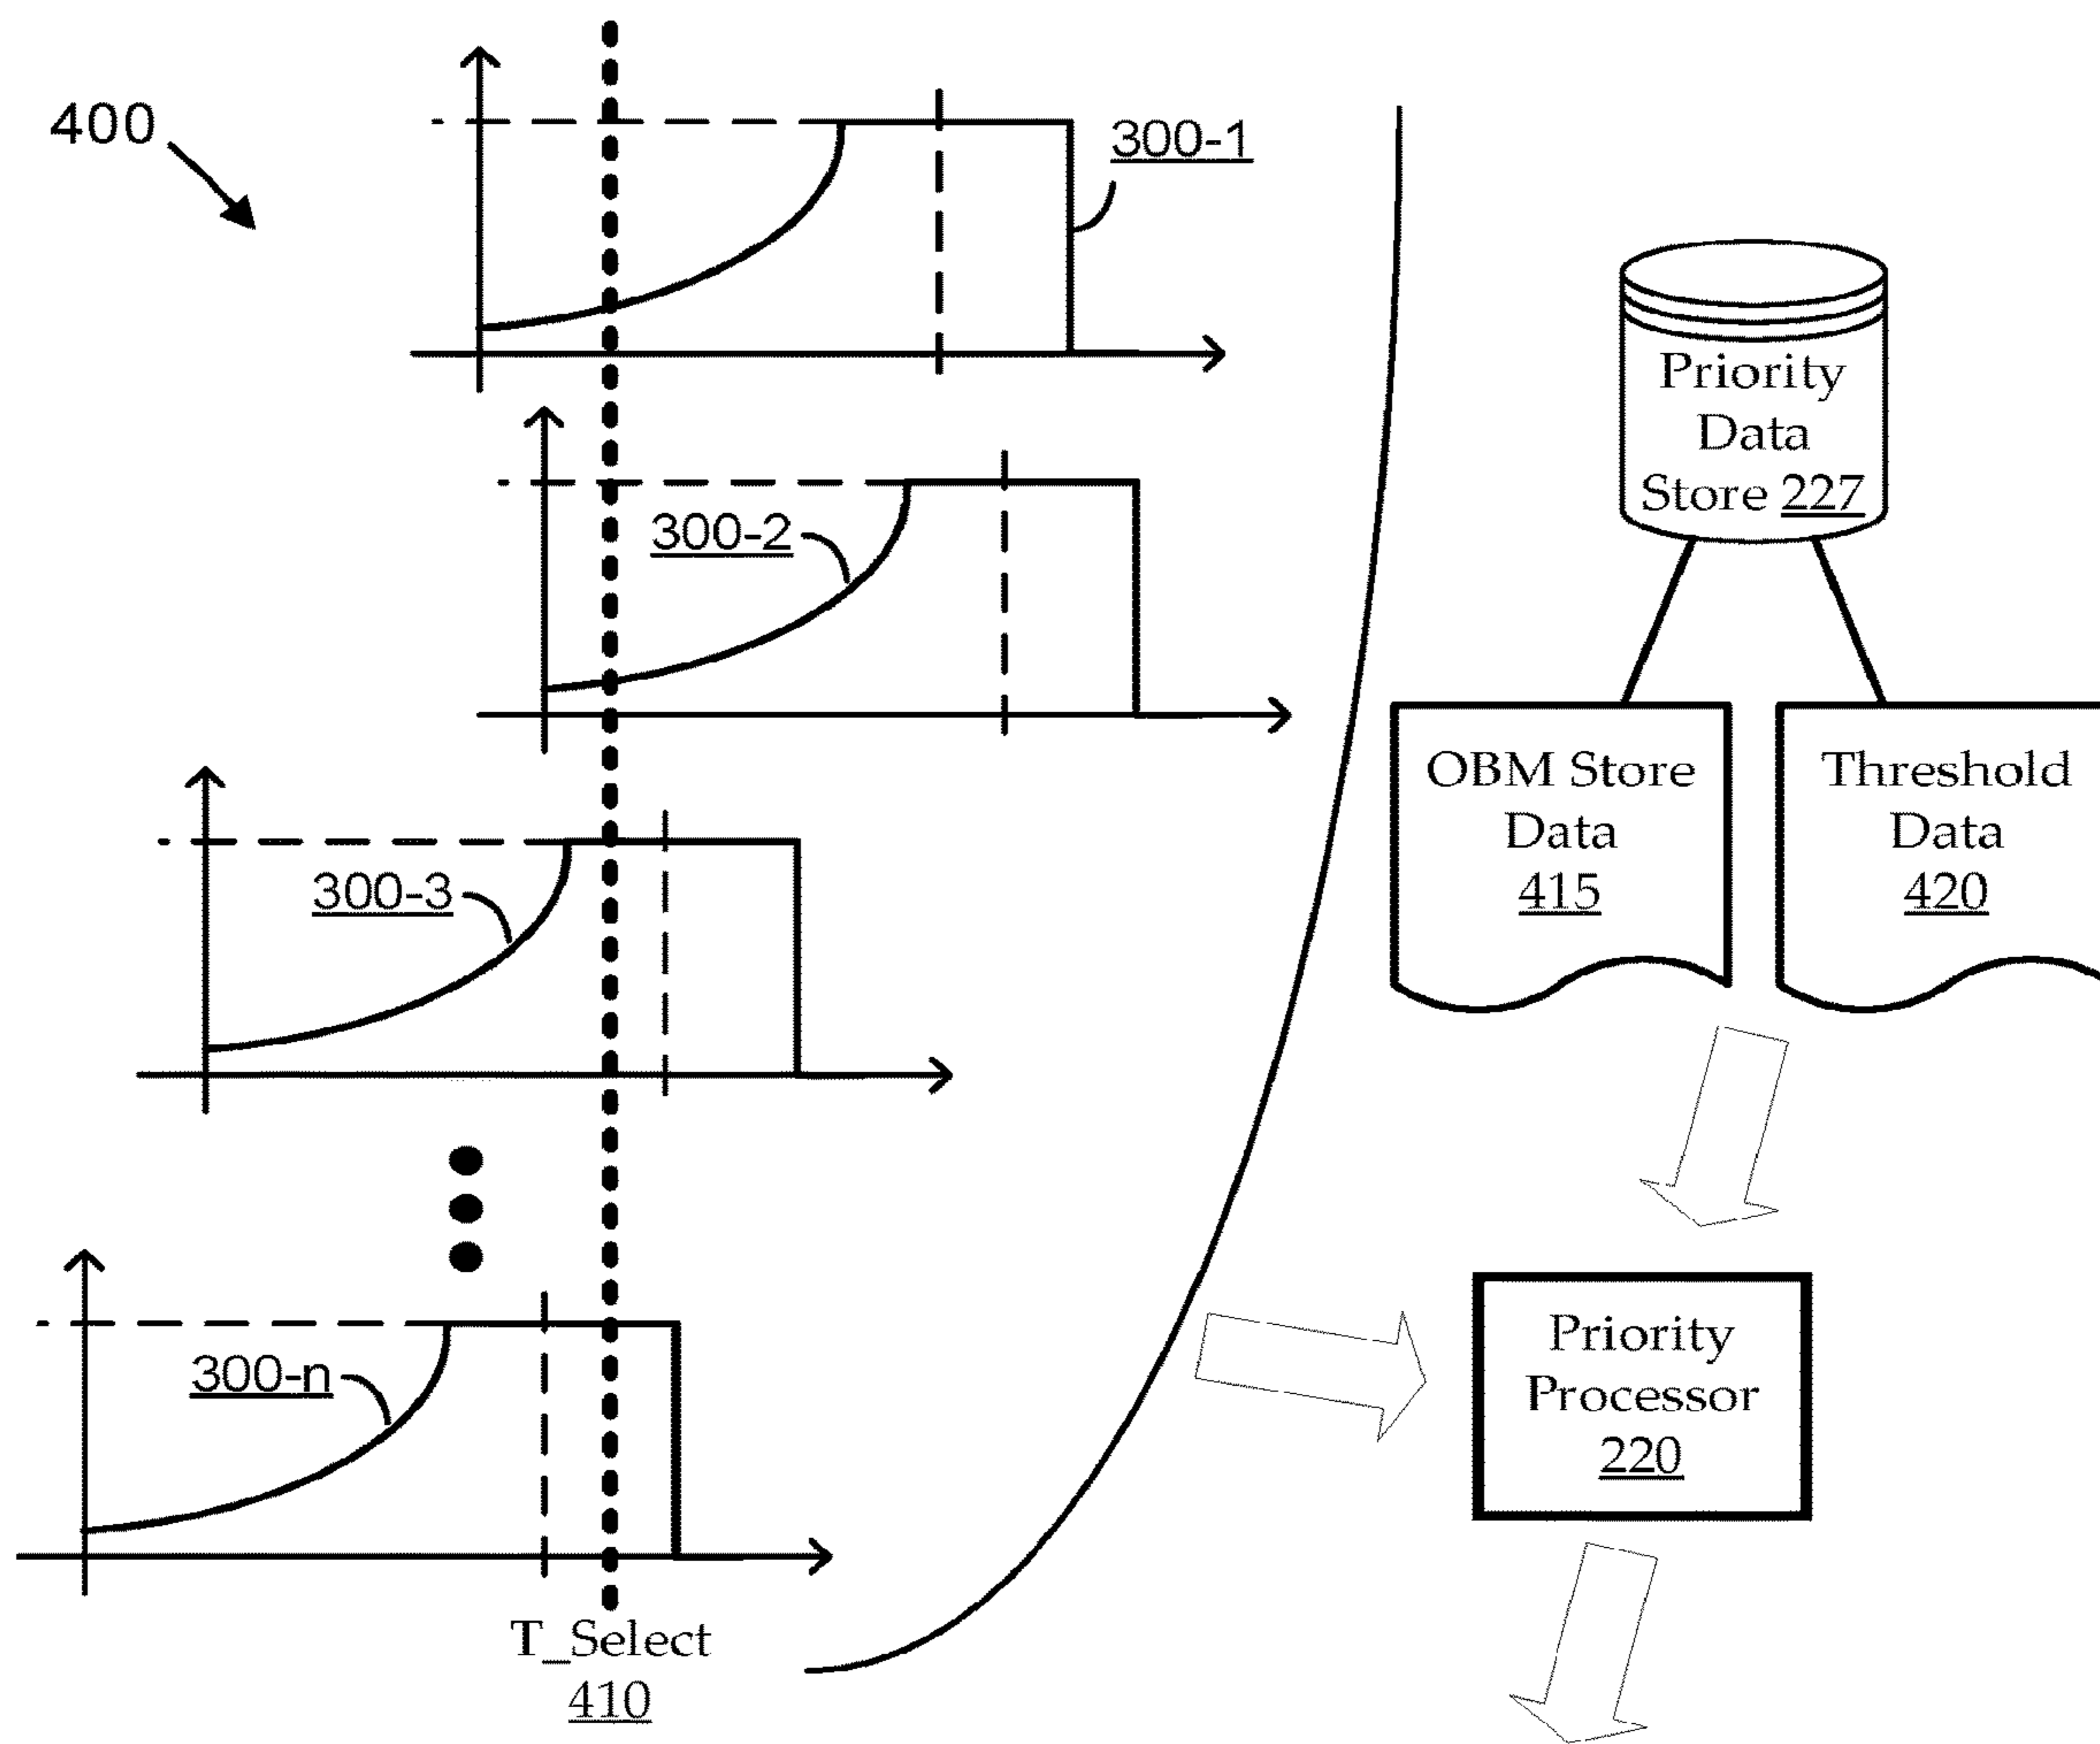 400
300-1
300-2
300-3
300-n
T_Select
410
Priority
Data
Store 227
OBM Store
Data
415
Threshold
Data
420
Priority
Processor
220